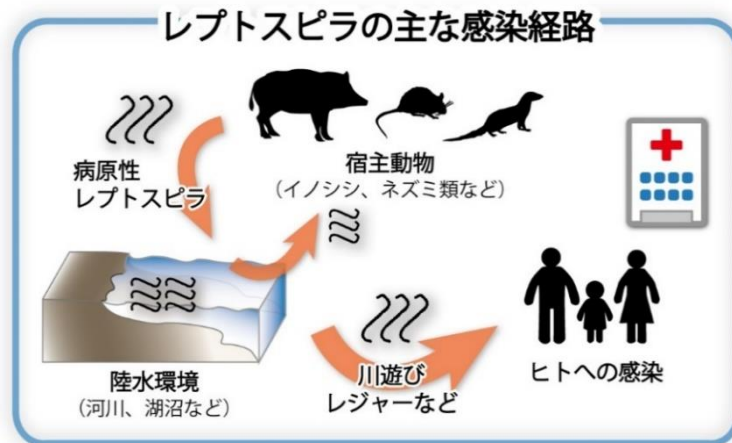 レプトスピラの主な感染経路
病原性
レプトスピラ
宿主動物
（イノシシ、ネズミ類など）
陸水環境
（河川、湖沼など）
川遊び
レジャーなど
ヒトへの感染